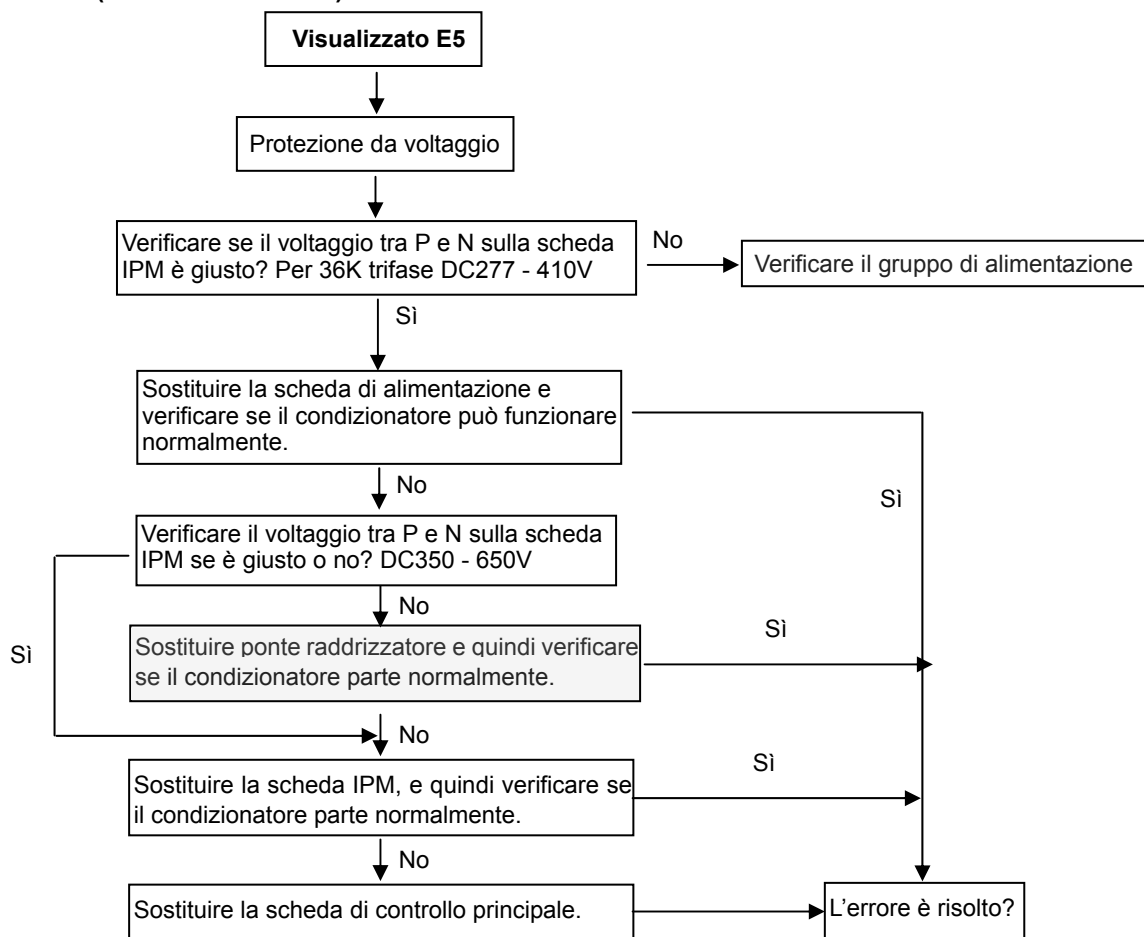 Visualizzato E5
Protezione da voltaggio
Verificare se il voltaggio tra P e N sulla scheda
IPM è giusto? Per 36K trifase DC277 - 410V
No
Verificare il gruppo di alimentazione
Sì
Sostituire la scheda di alimentazione e
verificare se il condizionatore può funzionare
normalmente.
No
Sì
Verificare il voltaggio tra P e N sulla scheda
IPM se è giusto o no? DC350 - 650V
No
Sì
Sì
Sostituire ponte raddrizzatore e quindi verificare
se il condizionatore parte normalmente.
No
Sì
Sostituire la scheda IPM, e quindi verificare se
il condizionatore parte normalmente.
No
Sostituire la scheda di controllo principale.
L'errore è risolto?